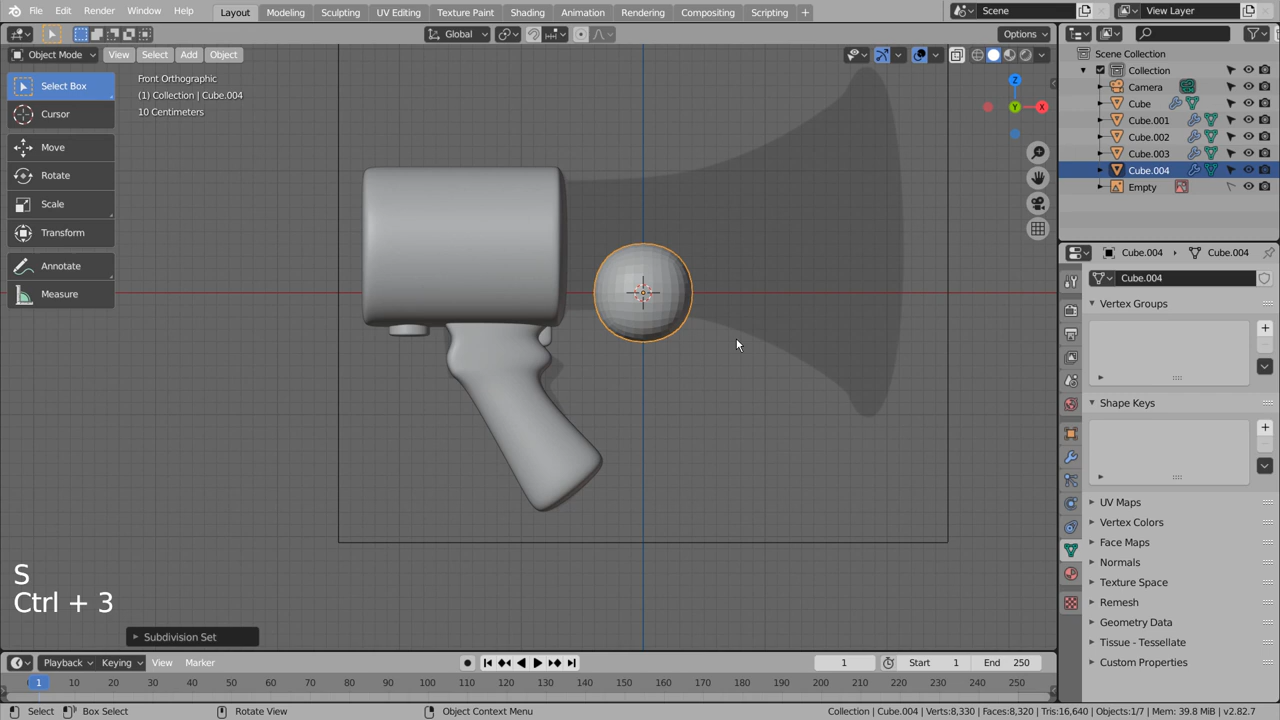 File Edit Render Window Help Layout Modeling Sculpting UV Editing Texture Paint Shading Animation Rendering Compositing Scripting + Scene View Layer
Global Options
Object Mode View Select Add Object
Select Box
Cursor
Move
Rotate
Scale
Transform
Annotate
Measure
Front Orthographic
(1) Collection | Cube.004
10 Centimeters
Z
Y
X
S
Ctrl + 3
Subdivision Set
Scene Collection
Collection
Camera
Cube
Cube.001
Cube.002
Cube.003
Cube.004
Empty
Cube.004 Cube.004
Cube.004
Vertex Groups
Shape Keys
UV Maps
Vertex Colors
Face Maps
Normals
Texture Space
Remesh
Geometry Data
Tissue - Tessellate
Custom Properties
Playback Keying View Marker 1 Start 1 End 250
1 10 20 30 40 50 60 70 80 90 100 110 120 130 140 150 160 170 180 190 200 210 220 230 240 250
Select Box Select Rotate View Object Context Menu Collection | Cube.004 | Verts:8,330 | Faces:8,320 | Tris:16,640 | Objects:1/7 | Mem: 39.8 MiB | v2.82.7